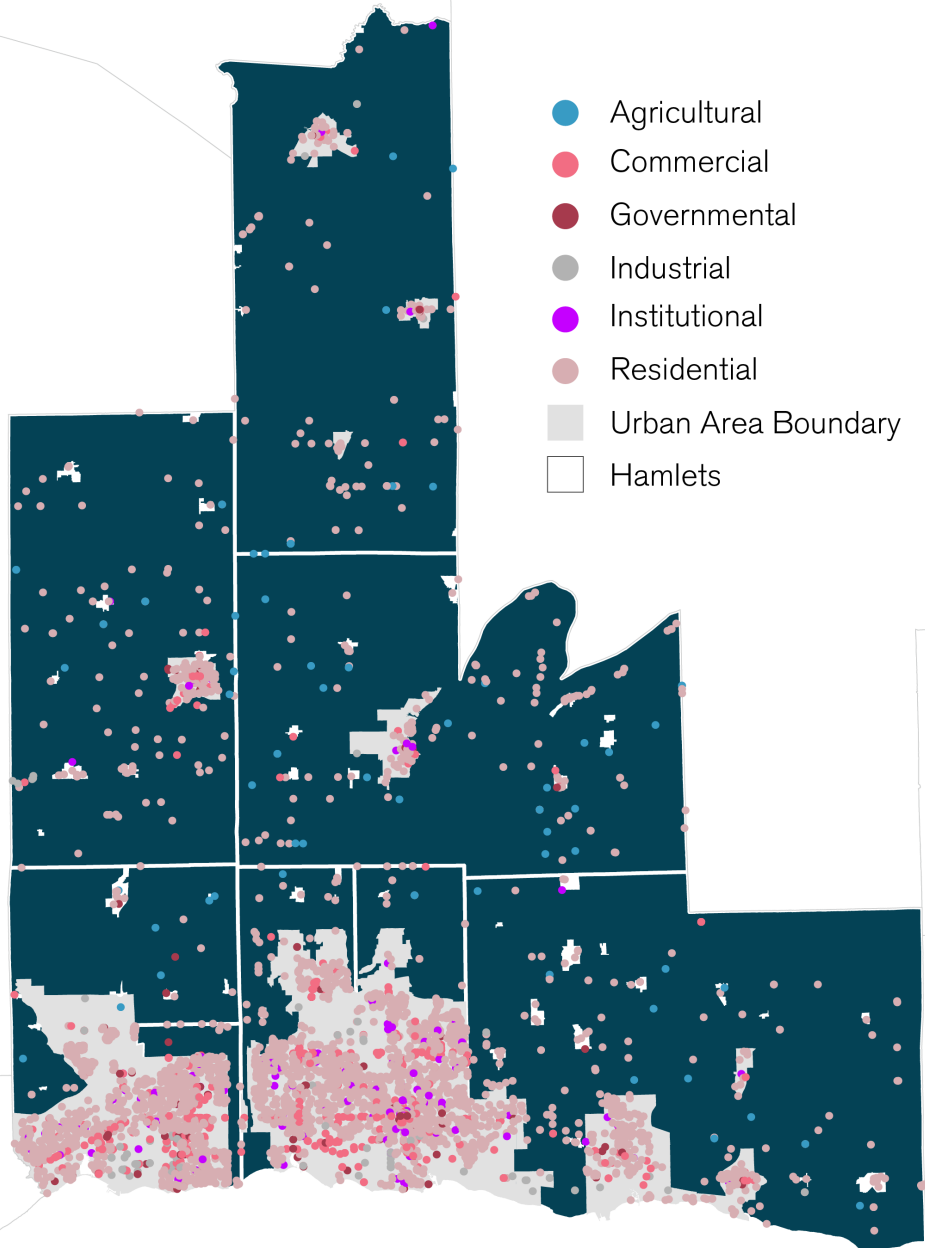 Agricultural
Commercial
Governmental
Industrial
Institutional
Residential
Urban Area Boundary
Hamlets